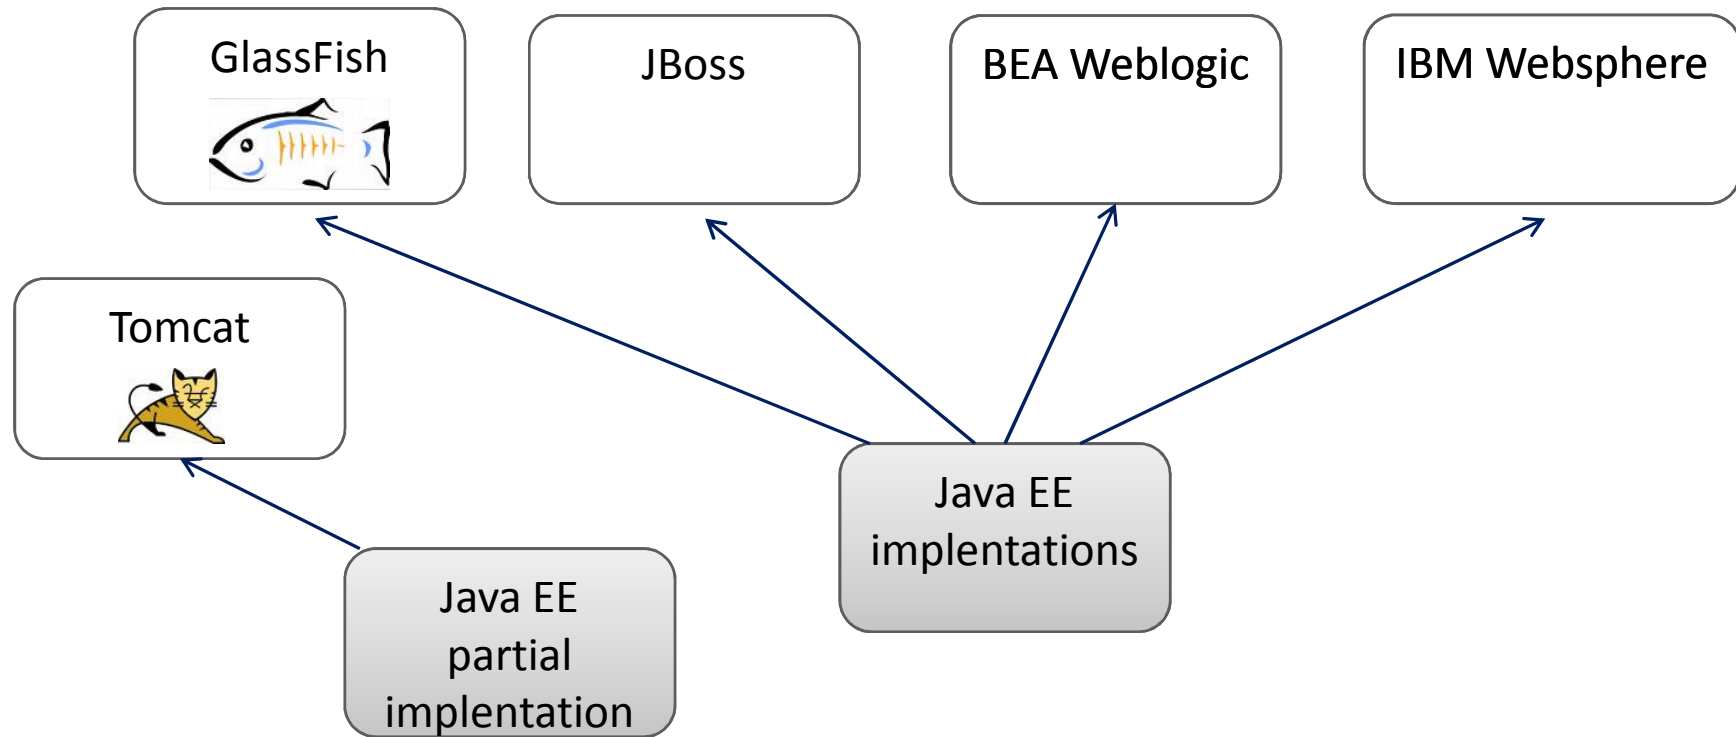 GlassFish
JBoss
BEA Weblogic
IBM Websphere
Tomcat
Java EE
implentations
Java EE
partial
implentation